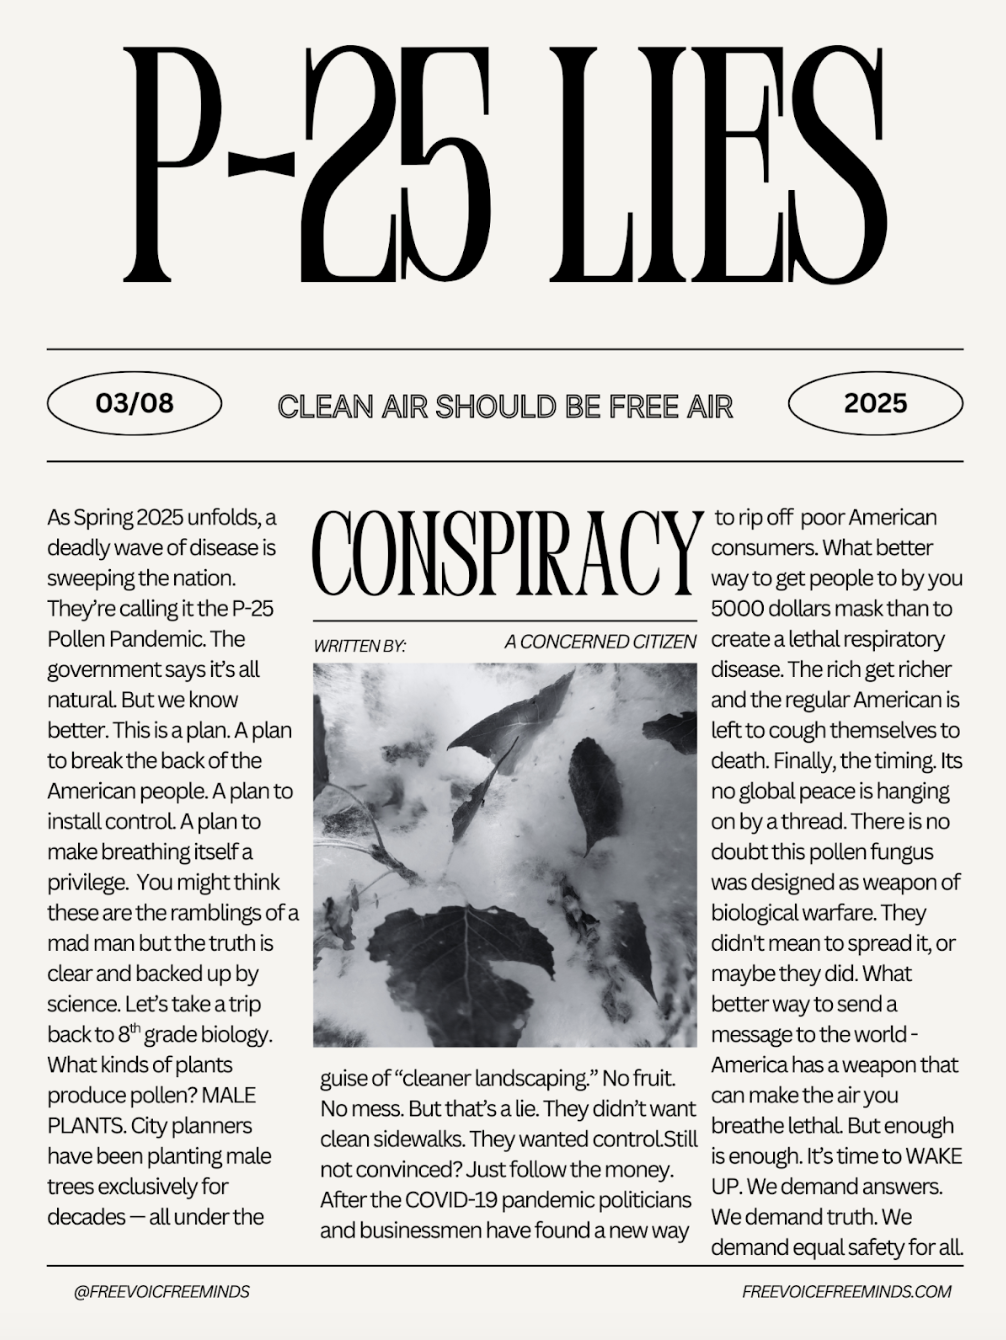 P-25 LIES
03/08
CLEAN AIR SHOULD BE FREE AIR
2025
As Spring 2025 unfolds, a
deadly wave of disease is
sweeping the nation.
They’re calling it the P-25
Pollen Pandemic. The
government says it’s all
natural. But we know
better. This is a plan. A plan
to break the back of the
American people. A plan to
install control. A plan to
make breathing itself a
privilege.  You might think
these are the ramblings of a
mad man but the truth is
clear and backed up by
science. Let’s take a trip
back to 8th grade biology.
What kinds of plants
produce pollen? MALE
PLANTS. City planners
have been planting male
trees exclusively for
decades — all under the
CONSPIRACY
WRITTEN BY:
A CONCERNED CITIZEN
guise of “cleaner landscaping.” No fruit.
No mess. But that’s a lie. They didn’t want
clean sidewalks. They wanted control.Still
not convinced? Just follow the money.
After the COVID-19 pandemic politicians
and businessmen have found a new way
to rip off  poor American
consumers. What better
way to get people to by you
5000 dollars mask than to
create a lethal respiratory
disease. The rich get richer
and the regular American is
left to cough themselves to
death. Finally, the timing. Its
no global peace is hanging
on by a thread. There is no
doubt this pollen fungus
was designed as weapon of
biological warfare. They
didn't mean to spread it, or
maybe they did. What
better way to send a
message to the world -
America has a weapon that
can make the air you
breathe lethal. But enough
is enough. It’s time to WAKE
UP. We demand answers.
We demand truth. We
demand equal safety for all.
@FREEVOICFREEMINDS
FREEVOICEFREEMINDS.COM